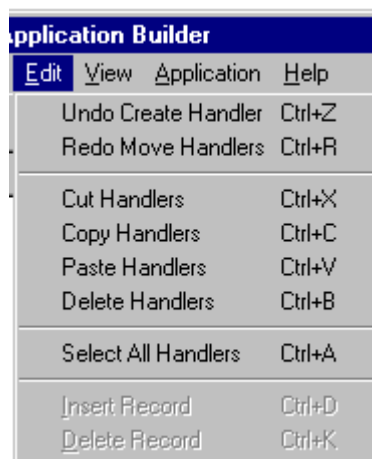 pplication Builder
Edit View Application Help
Undo Create Handler Ctrl+Z
Redo Move Handlers Ctrl+R
Cut Handlers Ctrl+X
Copy Handlers Ctrl+C
Paste Handlers Ctrl+V
Delete Handlers Ctrl+B
Select All Handlers Ctrl+A
Insert Record Ctrl+D
Delete Record Ctrl+K